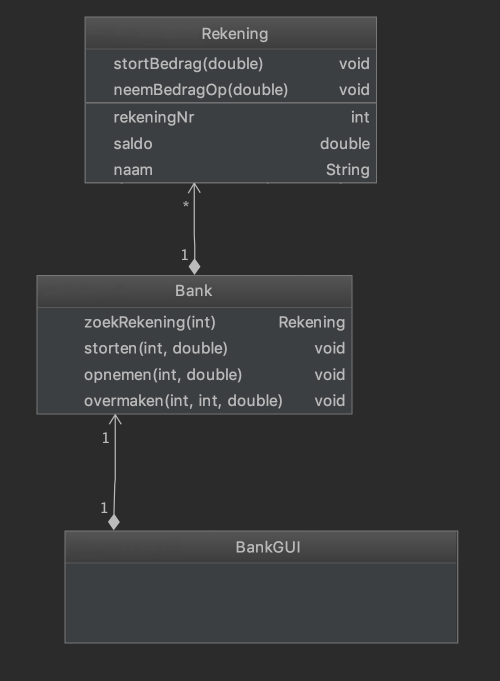 Rekening
stortBedrag(double) void
neemBedragOp(double) void
rekeningNr int
saldo double
naam String
*
1
Bank
zoekRekening(int) Rekening
storten(int, double) void
opnemen(int, double) void
overmaken(int, int, double) void
1
1
BankGUI